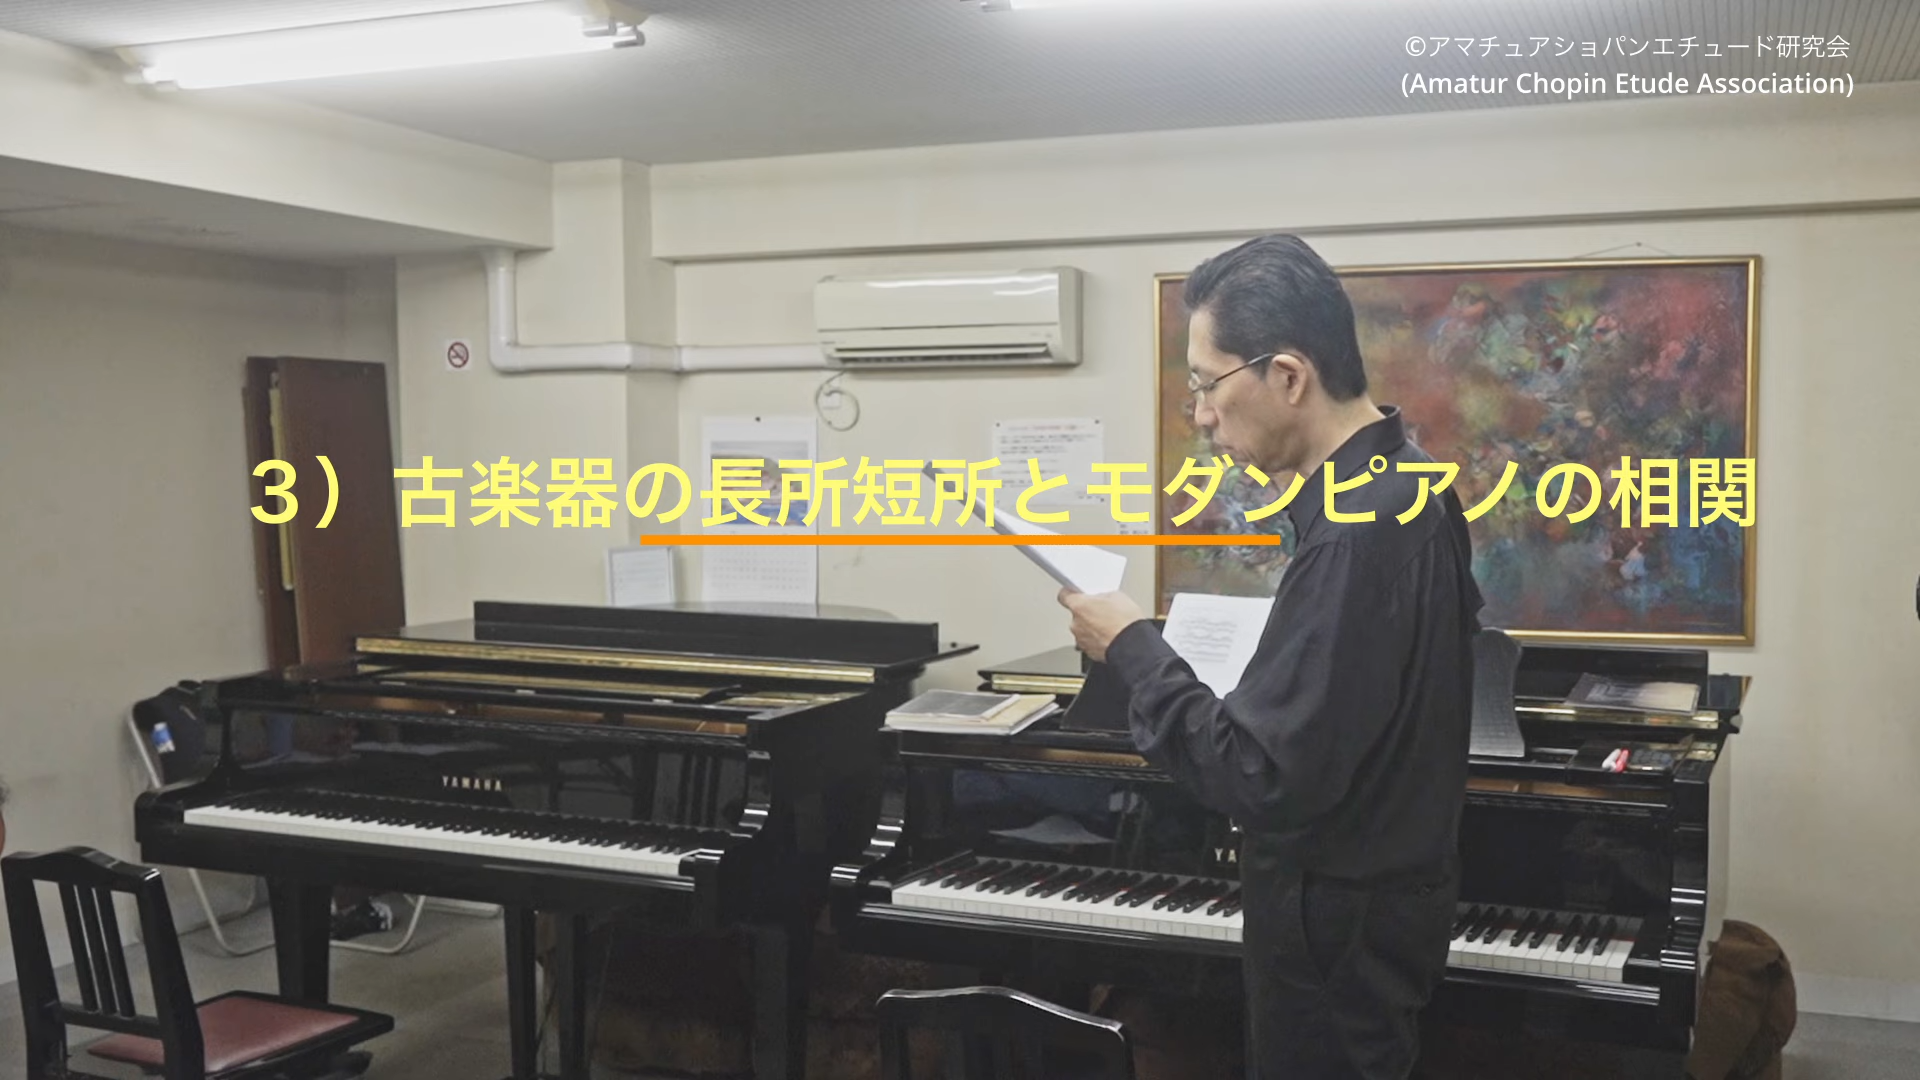 ©アマチュアショパンエチュード研究会
(Amatur Chopin Etude Association)
3）古楽器の長所短所とモダンピアノの相関
YAMAHA
YA